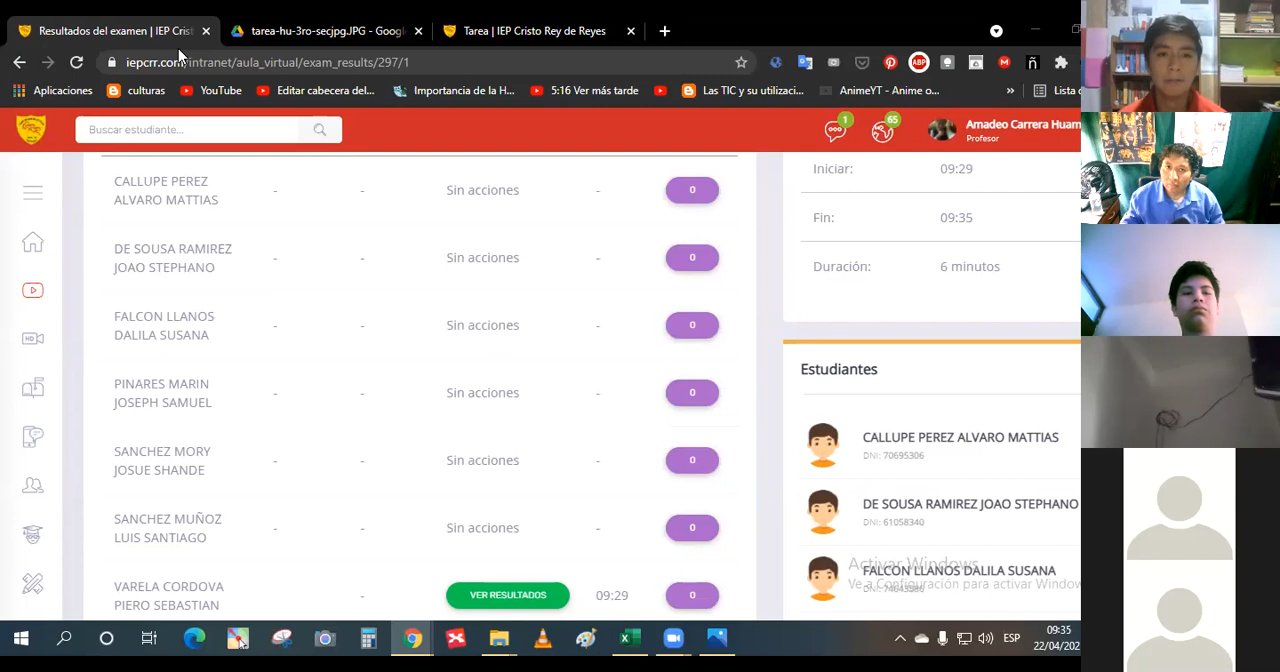 Resultados del examen | IEP Crist
tarea-hu-3ro-secjpg.JPG - Googl
Tarea | IEP Cristo Rey de Reyes
iepcrr.com/intranet/aula_virtual/exam_results/297/1
Aplicaciones
culturas
YouTube
Editar cabecera del...
Importancia de la H...
5:16 Ver más tarde
Las TIC y su utilizaci...
AnimeYT - Anime o...
»
Lista d
ABP
ñ
Buscar estudiante...
1
65
Amadeo Carrera Huam
Profesor
CALLUPE PEREZ
ALVARO MATTIAS
- - Sin acciones - 0
DE SOUSA RAMIREZ
JOAO STEPHANO
- - Sin acciones - 0
FALCON LLANOS
DALILA SUSANA
- - Sin acciones - 0
PINARES MARIN
JOSEPH SAMUEL
- - Sin acciones - 0
SANCHEZ MORY
JOSUE SHANDE
- - Sin acciones - 0
SANCHEZ MUÑOZ
LUIS SANTIAGO
- - Sin acciones - 0
VARELA CORDOVA
PIERO SEBASTIAN
- VER RESULTADOS 09:29 0
Iniciar: 09:29
Fin: 09:35
Duración: 6 minutos
Estudiantes
CALLUPE PEREZ ALVARO MATTIAS
DNI: 70695306
DE SOUSA RAMIREZ JOAO STEPHANO
DNI: 61058340
FALCON LLANOS DALILA SUSANA
Activar Windows
Ve a Configuración para activar Window
ESP
09:35
22/04/202